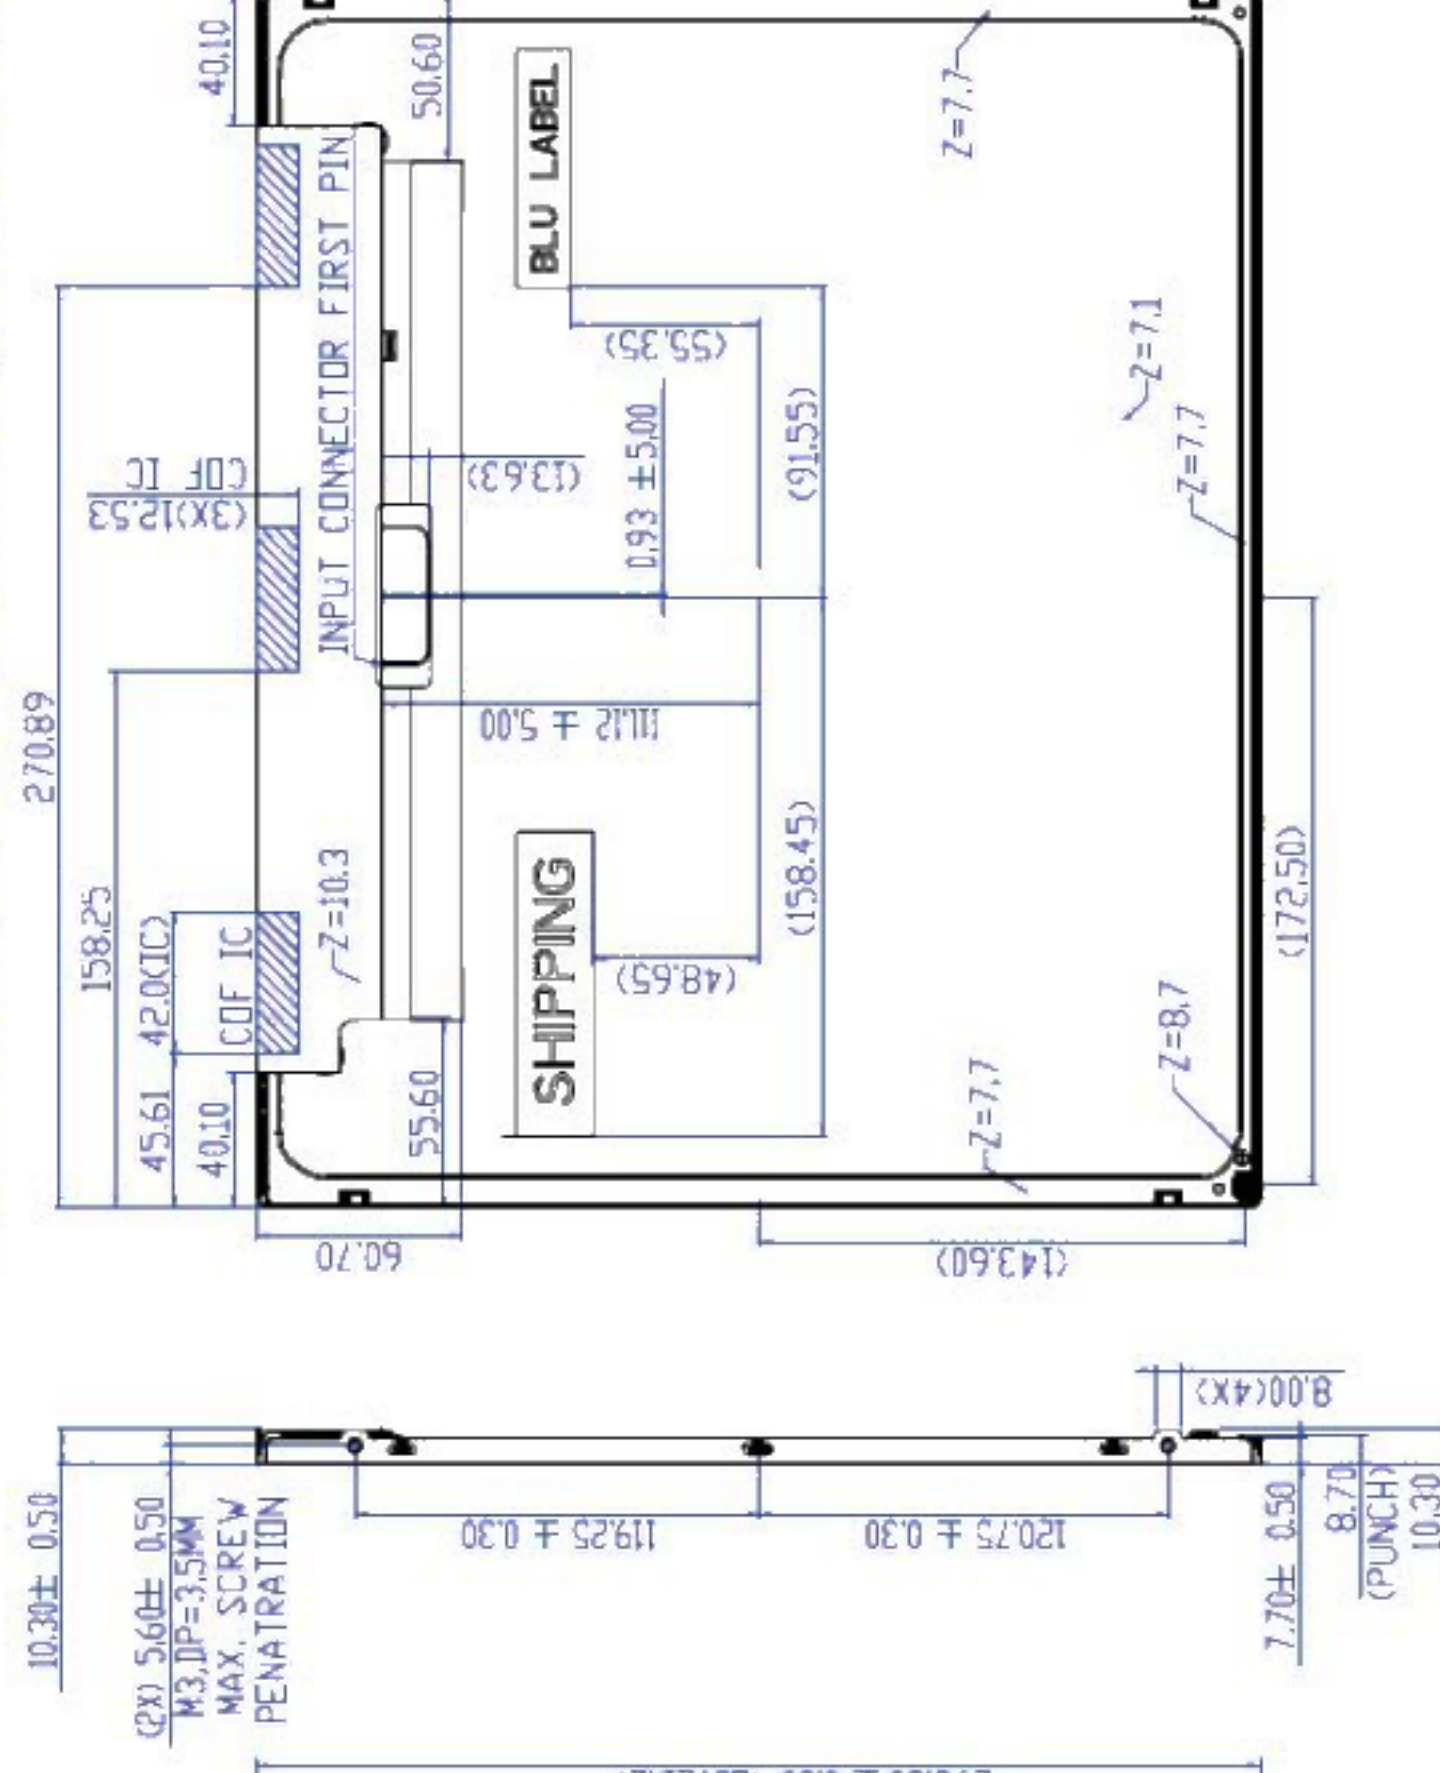 40.10
50.60
BLU LABEL
Z=7.7
INPUT CONNECTOR FIRST PIN
(55.35)
Z=7.1
(91.55)
0.93 ±5.00
Z=7.7
COF IC
(3X)12.53
(13.63)
270.89
111.12 ± 5.00
(158.45)
(172.50)
Z=10.3
SHIPPING
(48.65)
158.25
42.0(IC)
COF IC
Z=8.7
45.61
40.10
55.60
Z=7.7
60.70
(143.60)
8.00(4X)
10.30± 0.50
(2X) 5.60± 0.50
M3,DP=3.5MM
MAX. SCREW
PENATRATION
119.25 ± 0.30
120.75 ± 0.30
7.70± 0.50
8.70
(PUNCH)
10.30